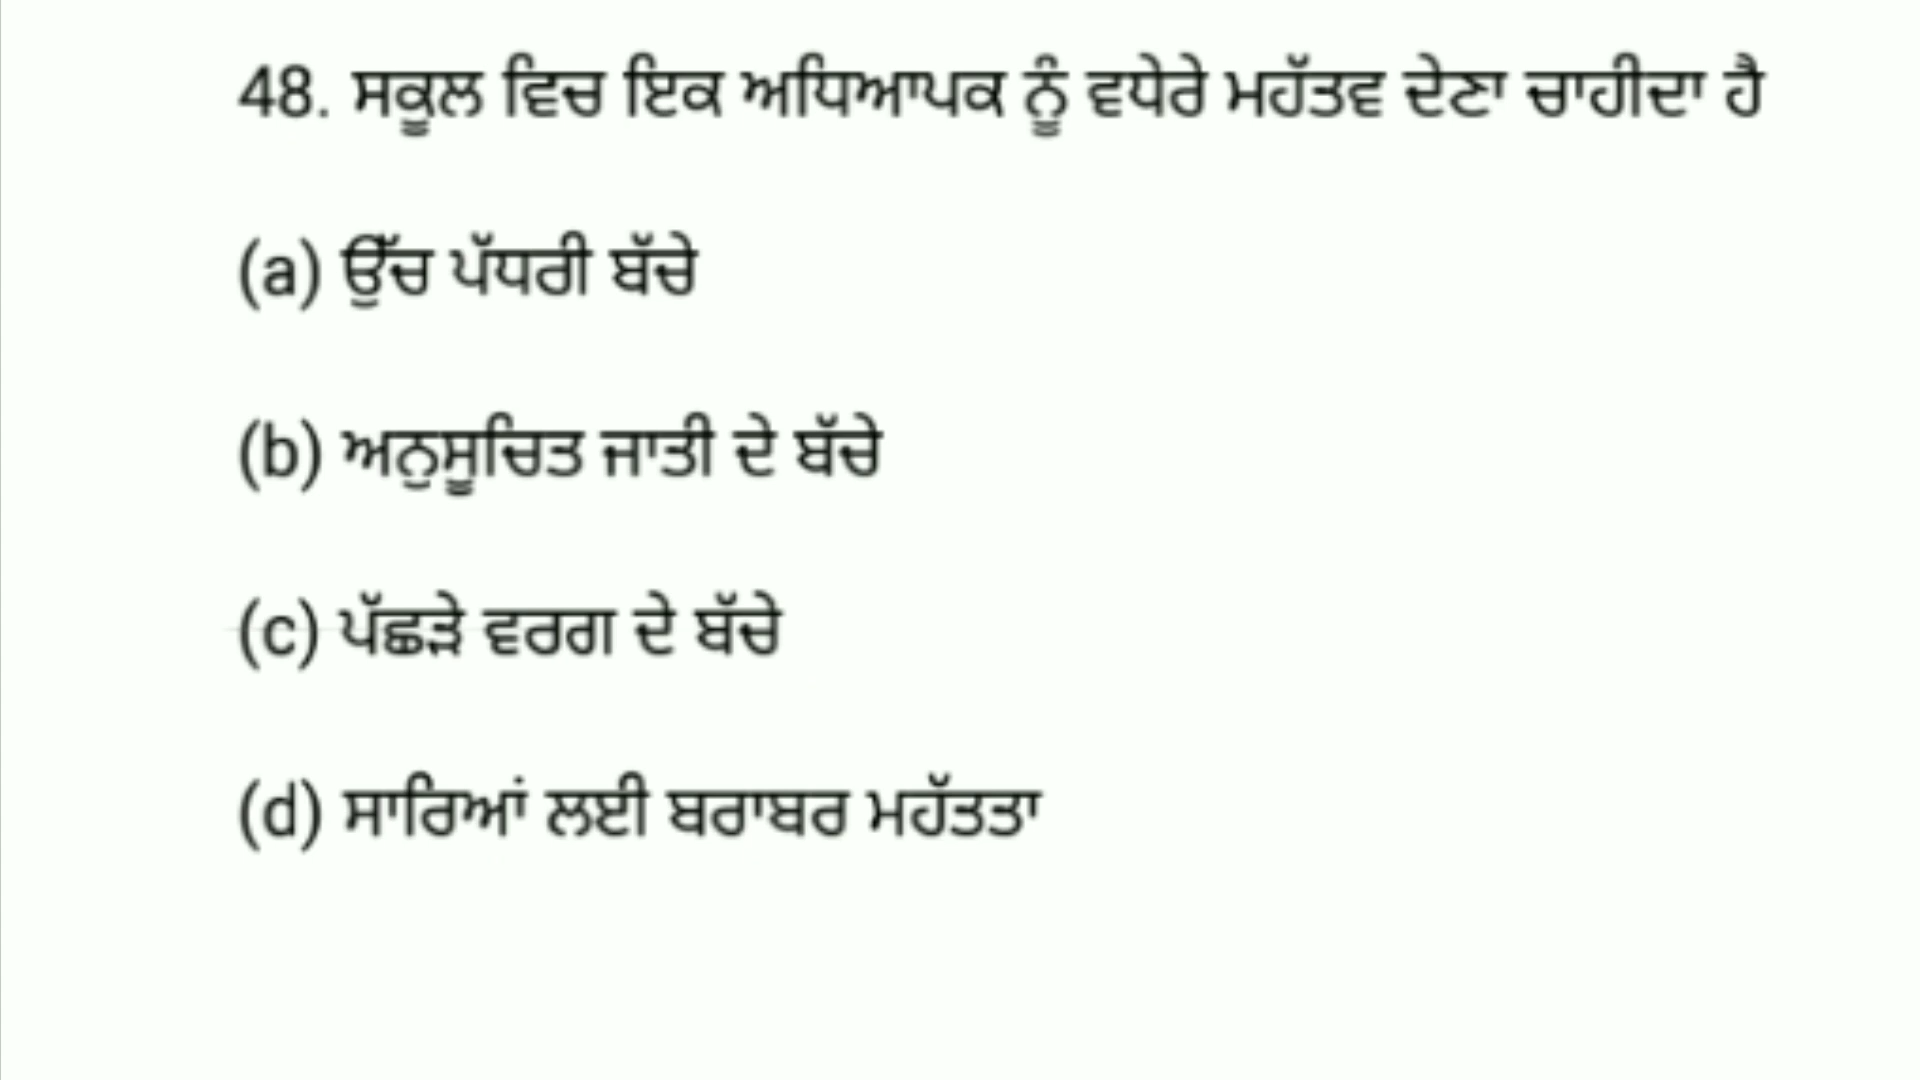 48. ਸਕੂਲ ਵਿਚ ਇਕ ਅਧਿਆਪਕ ਨੂੰ ਵਧੇਰੇ ਮਹੱਤਵ ਦੇਣਾ ਚਾਹੀਦਾ ਹੈ
(a) ਉੱਚ ਪੱਧਰੀ ਬੱਚੇ
(b) ਅਨੁਸੂਚਿਤ ਜਾਤੀ ਦੇ ਬੱਚੇ
(c) ਪੱਛੜੇ ਵਰਗ ਦੇ ਬੱਚੇ
(d) ਸਾਰਿਆਂ ਲਈ ਬਰਾਬਰ ਮਹੱਤਤਾ